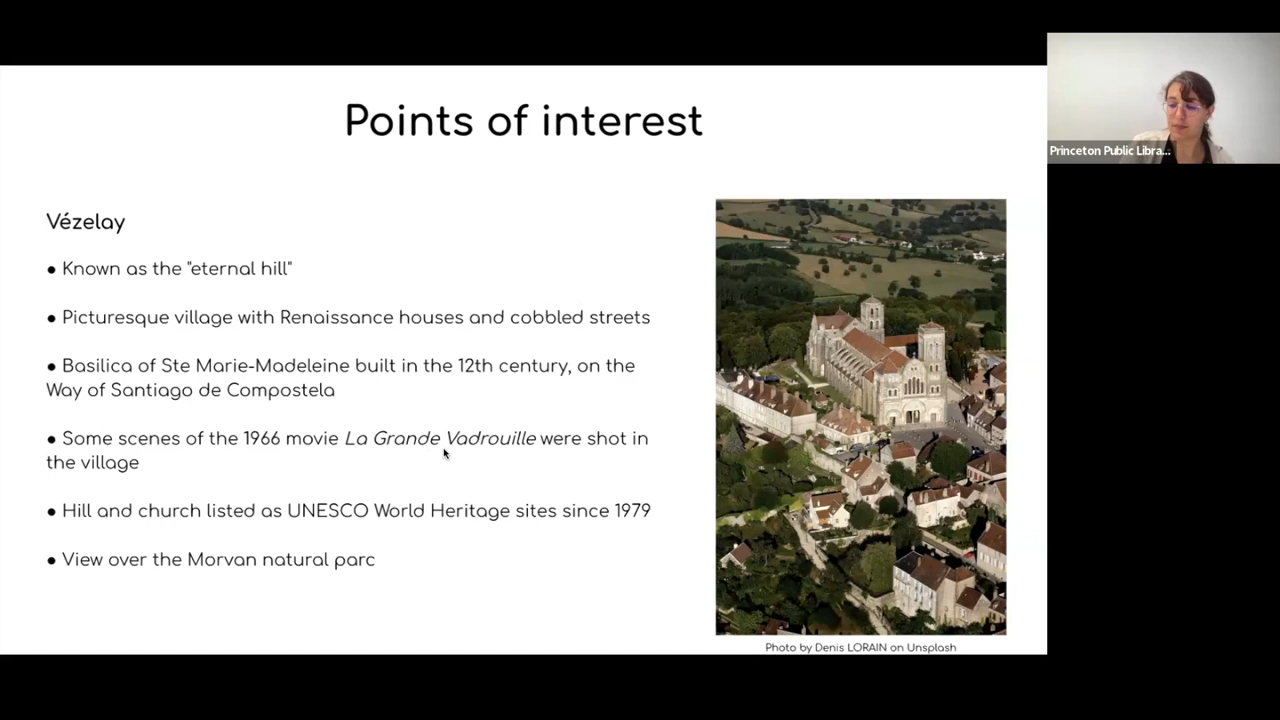 Points of interest
Princeton Public Libra...
Vézelay
● Known as the "eternal hill"
● Picturesque village with Renaissance houses and cobbled streets
● Basilica of Ste Marie-Madeleine built in the 12th century, on the
Way of Santiago de Compostela
● Some scenes of the 1966 movie La Grande Vadrouille were shot in
the village
● Hill and church listed as UNESCO World Heritage sites since 1979
● View over the Morvan natural parc
Photo by Denis LORAIN on Unsplash